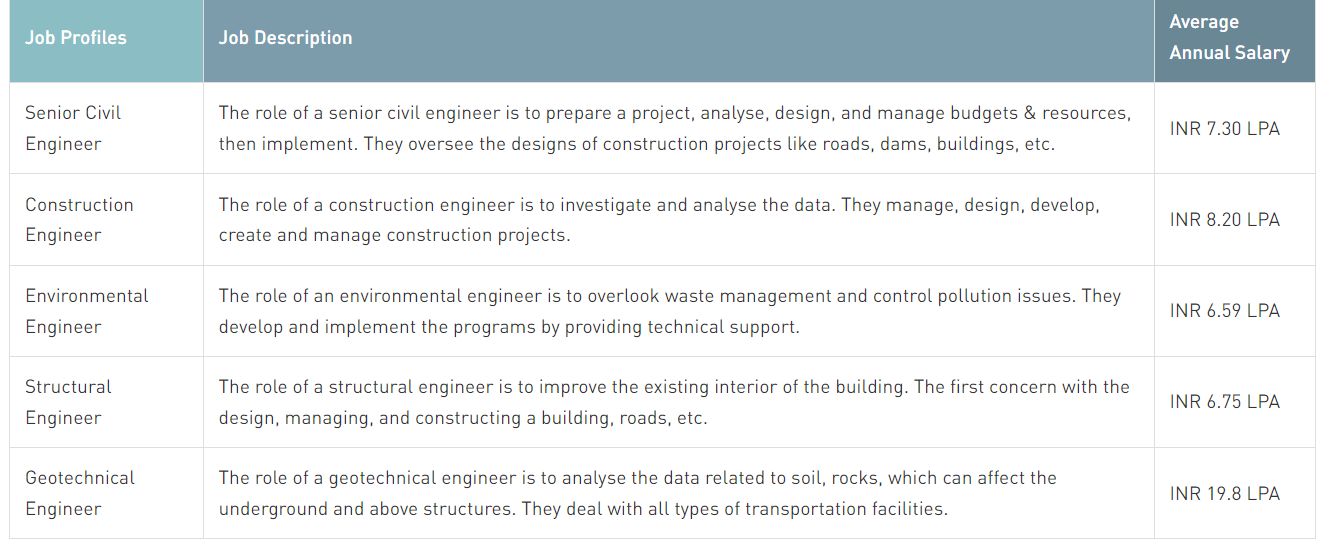 Job Profiles
Job Description
Average
Annual Salary
Senior Civil
Engineer
The role of a senior civil engineer is to prepare a project, analyse, design, and manage budgets & resources,
then implement. They oversee the designs of construction projects like roads, dams, buildings, etc.
INR 7.30 LPA
Construction
Engineer
The role of a construction engineer is to investigate and analyse the data. They manage, design, develop,
create and manage construction projects.
INR 8.20 LPA
Environmental
Engineer
The role of an environmental engineer is to overlook waste management and control pollution issues. They
develop and implement the programs by providing technical support.
INR 6.59 LPA
Structural
Engineer
The role of a structural engineer is to improve the existing interior of the building. The first concern with the
design, managing, and constructing a building, roads, etc.
INR 6.75 LPA
Geotechnical
Engineer
The role of a geotechnical engineer is to analyse the data related to soil, rocks, which can affect the
underground and above structures. They deal with all types of transportation facilities.
INR 19.8 LPA